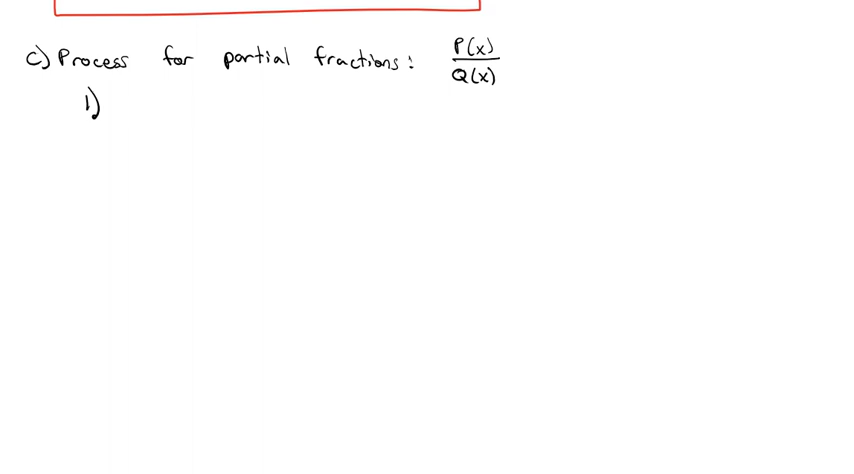 c) Process for partial fractions: P(x)/Q(x)
1)